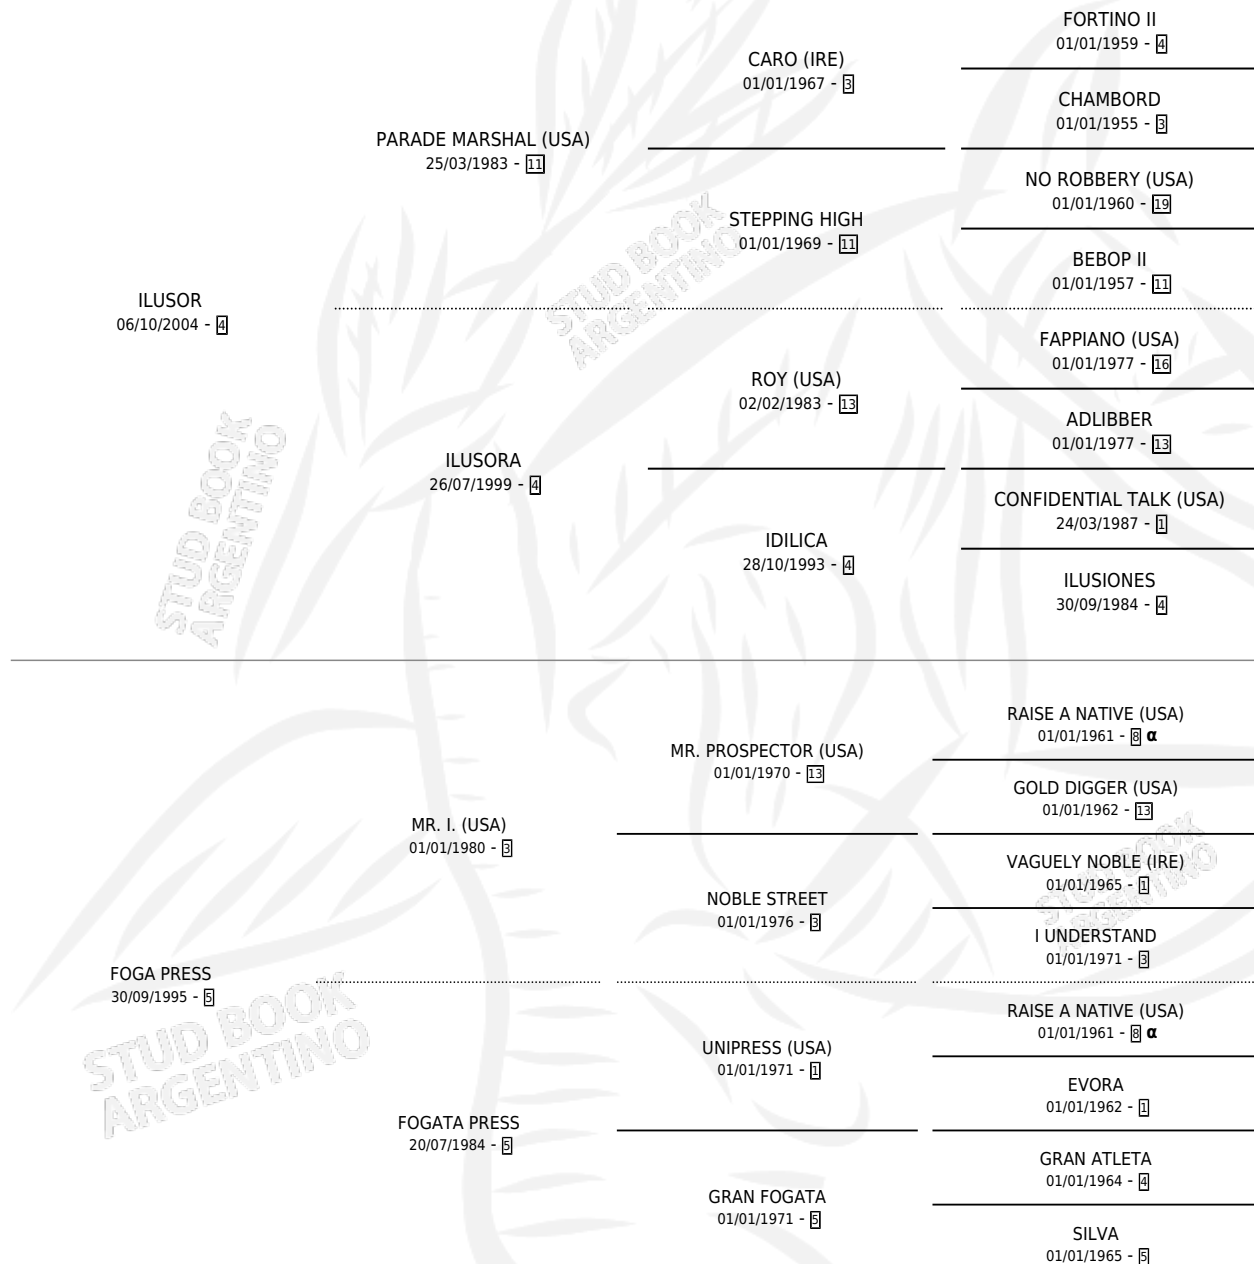 FORTINO II
01/01/1959 - 4
CARO (IRE)
01/01/1967 - 3
CHAMBORD
01/01/1955 - 3
PARADE MARSHAL (USA)
25/03/1983 - 11
NO ROBBERY (USA)
01/01/1960 - 19
STEPPING HIGH
01/01/1969 - 11
BEBOP II
01/01/1957 - 11
ILUSOR
06/10/2004 - 4
FAPPIANO (USA)
01/01/1977 - 16
ROY (USA)
02/02/1983 - 13
ADLIBBER
01/01/1977 - 13
ILUSORA
26/07/1999 - 4
CONFIDENTIAL TALK (USA)
24/03/1987 - 1
IDILICA
28/10/1993 - 4
ILUSIONES
30/09/1984 - 4
RAISE A NATIVE (USA)
01/01/1961 - 8 α
MR. PROSPECTOR (USA)
01/01/1970 - 13
GOLD DIGGER (USA)
01/01/1962 - 13
MR. I. (USA)
01/01/1980 - 3
VAGUELY NOBLE (IRE)
01/01/1965 - 1
NOBLE STREET
01/01/1976 - 3
I UNDERSTAND
01/01/1971 - 3
FOGA PRESS
30/09/1995 - 5
RAISE A NATIVE (USA)
01/01/1961 - 8 α
UNIPRESS (USA)
01/01/1971 - 1
EVORA
01/01/1962 - 1
FOGATA PRESS
20/07/1984 - 5
GRAN ATLETA
01/01/1964 - 4
GRAN FOGATA
01/01/1971 - 5
SILVA
01/01/1965 - 5
STUD BOOK
ARGENTINO
STUD BOOK
ARGENTINO
STUD BOOK
ARGENTINO
STUD BOOK
ARGENTINO